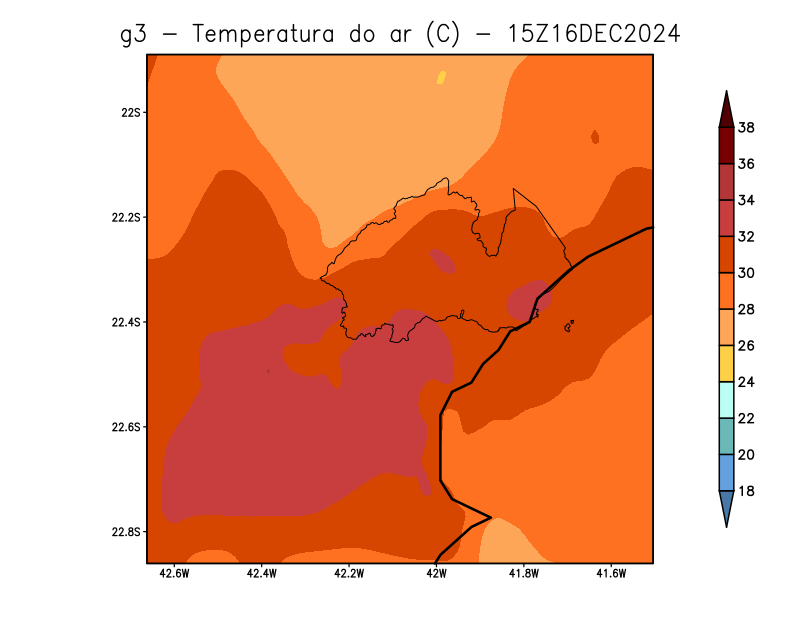 g3 - Temperatura do ar (C) - 15Z16DEC2024
22S
22.2S
22.4S
22.6S
22.8S
42.6W
42.4W
42.2W
42W
41.8W
41.6W
38
36
34
32
30
28
26
24
22
20
18